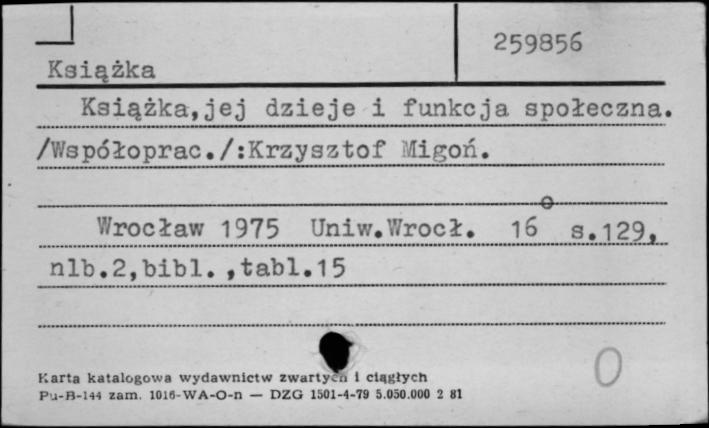 259856
Książka
Książka,jej dzieje i funkcja społeczna.
/Współoprac./:Krzysztof Migoń.
Wrocław 1975 Uniw.Wrocł. 16° s.129,
nlb.2,bibl.,tabl.15
Karta katalogowa wydawnictw zwartych i ciągłych
Pu-B-144 zam. 1016-WA-O-n — DZG 1501-4-79 5.050.000 2 81
0